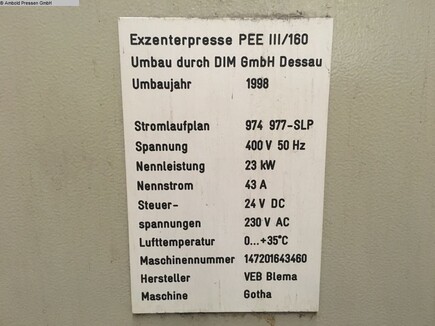 © Ambold Pressen GmbH
Exzenterpresse PEE III/160
Umbau durch DIM GmbH Dessau
Umbaujahr 1998
Stromlaufplan 974 977-SLP
Spannung 400 V 50 Hz
Nennleistung 23 kW
Nennstrom 43 A
Steuer- 24 V DC
spannungen 230 V AC
Lufttemperatur 0...+35°C
Maschinennummer 147201643460
Hersteller VEB Blema
Maschine Gotha